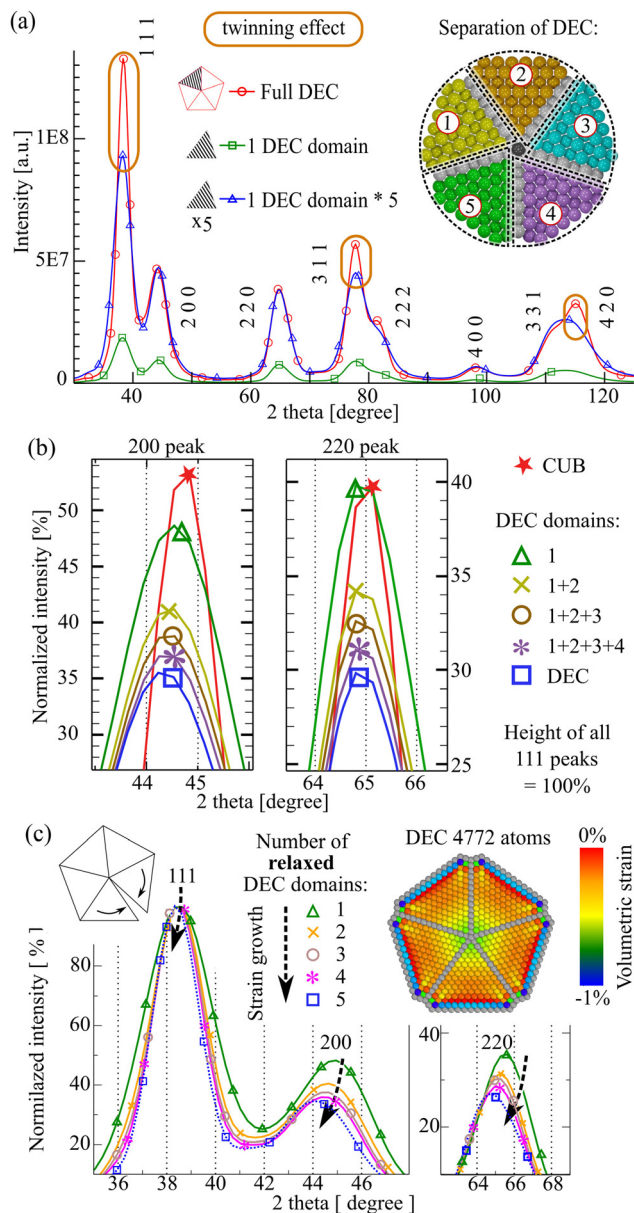 (a)
twinning effect
Separation of DEC:
1 1 1
Full DEC
1 DEC domain
1 DEC domain * 5
x5
1
2
3
4
5
Intensity [a.u.]
1E8
5E7
0
2 0 0
2 2 0
3 1 1
2 2 2
4 0 0
3 3 1
4 2 0
40 60 80 100 120
2 theta [degree]
(b)
200 peak
220 peak
CUB
DEC domains:
1
1+2
1+2+3
1+2+3+4
DEC
Height of all
111 peaks
= 100%
Normalized intensity [%]
50
45
40
35
30
40
35
30
25
44 45
64 65 66
2 theta [degree]
(c)
111
Number of
relaxed
DEC domains:
1
2
3
4
5
Strain growth
DEC 4772 atoms
0%
Volumetric strain
-1%
Normilazed intensity [ % ]
80
60
40
20
200
220
40
20
36 38 40 42 44 46
64 66 68
2 theta [ degree ]